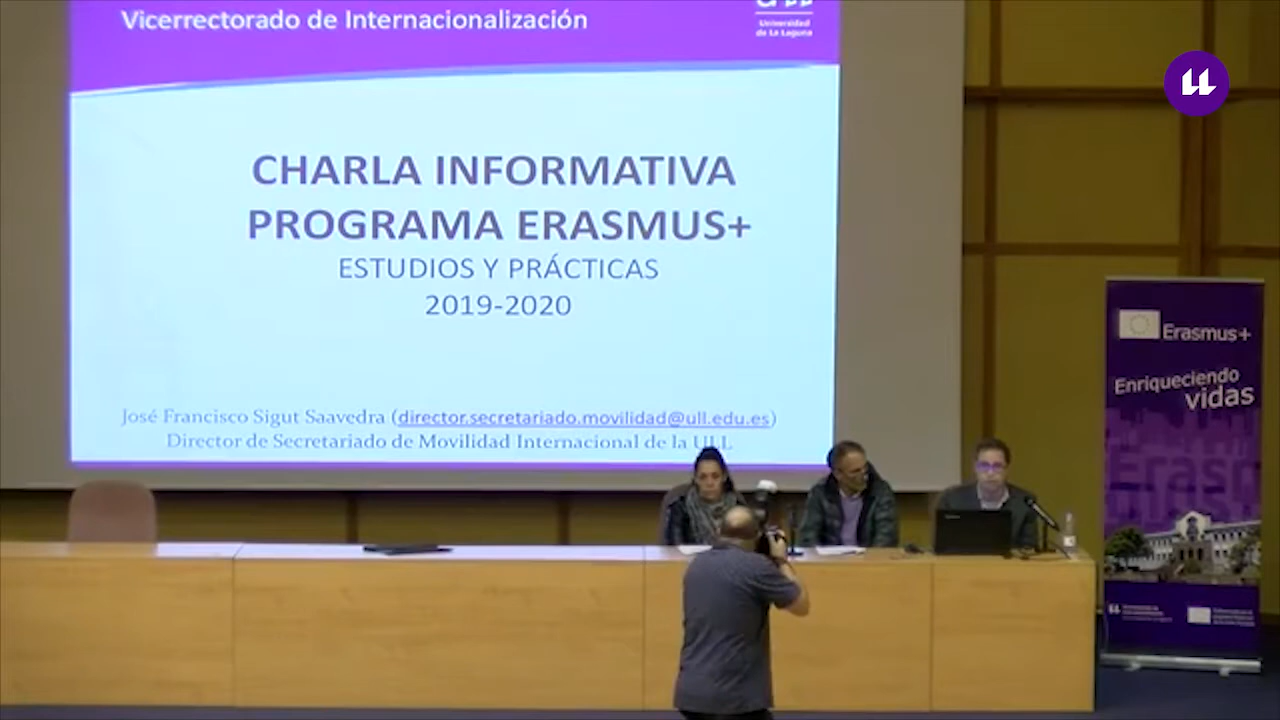 Vicerrectorado de Internacionalización
Universidad
de La Laguna
CHARLA INFORMATIVA
PROGRAMA ERASMUS+
ESTUDIOS Y PRÁCTICAS
2019-2020
José Francisco Sigut Saavedra (director.secretariado.movilidad@ull.edu.es)
Director de Secretariado de Movilidad Internacional de la ULL
Erasmus+
Enriqueciendo
vidas